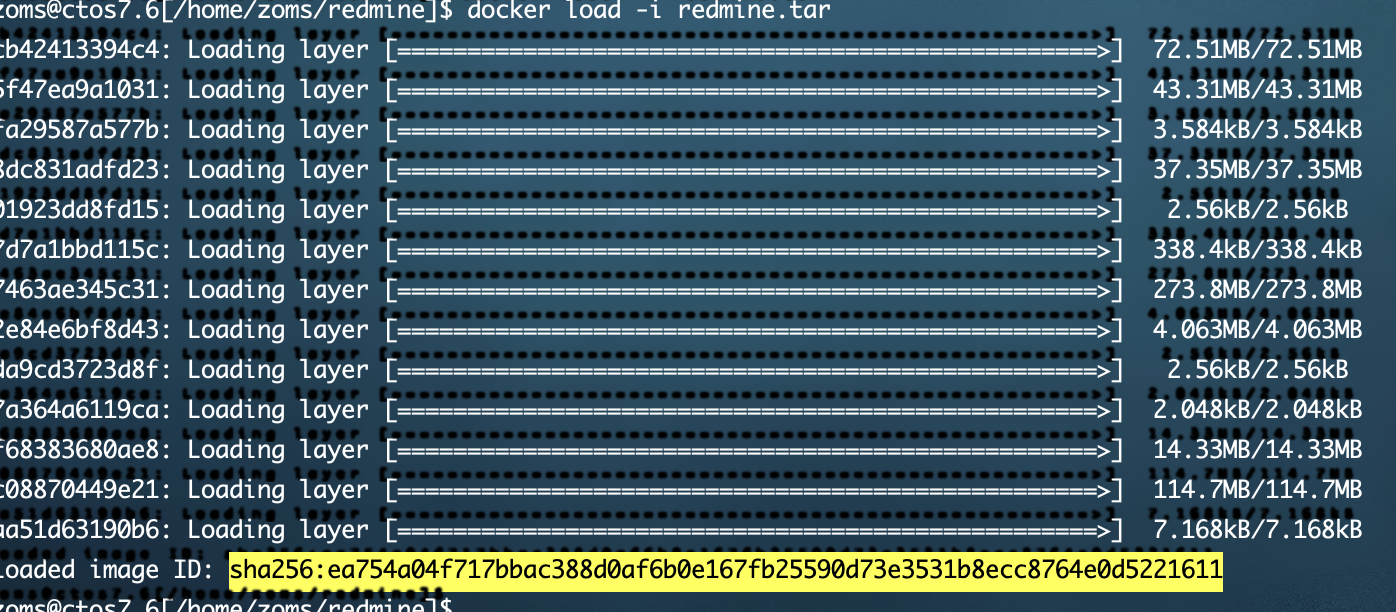 zoms@ctos7.6[/home/zoms/redmine]$ docker load -i redmine.tar
cb42413394c4: Loading layer [==================================================>]  72.51MB/72.51MB
5f47ea9a1031: Loading layer [==================================================>]  43.31MB/43.31MB
fa29587a577b: Loading layer [==================================================>]  3.584kB/3.584kB
8dc831adfd23: Loading layer [==================================================>]  37.35MB/37.35MB
01923dd8fd15: Loading layer [==================================================>]   2.56kB/2.56kB
7d7a1bbd115c: Loading layer [==================================================>]  338.4kB/338.4kB
7463ae345c31: Loading layer [==================================================>]  273.8MB/273.8MB
2e84e6bf8d43: Loading layer [==================================================>]  4.063MB/4.063MB
da9cd3723d8f: Loading layer [==================================================>]   2.56kB/2.56kB
7a364a6119ca: Loading layer [==================================================>]  2.048kB/2.048kB
f68383680ae8: Loading layer [==================================================>]  14.33MB/14.33MB
c08870449e21: Loading layer [==================================================>]  114.7MB/114.7MB
aa51d63190b6: Loading layer [==================================================>]  7.168kB/7.168kB
Loaded image ID: sha256:ea754a04f717bbac388d0af6b0e167fb25590d73e3531b8ecc8764e0d5221611
zoms@ctos7.6[/home/zoms/redmine]$